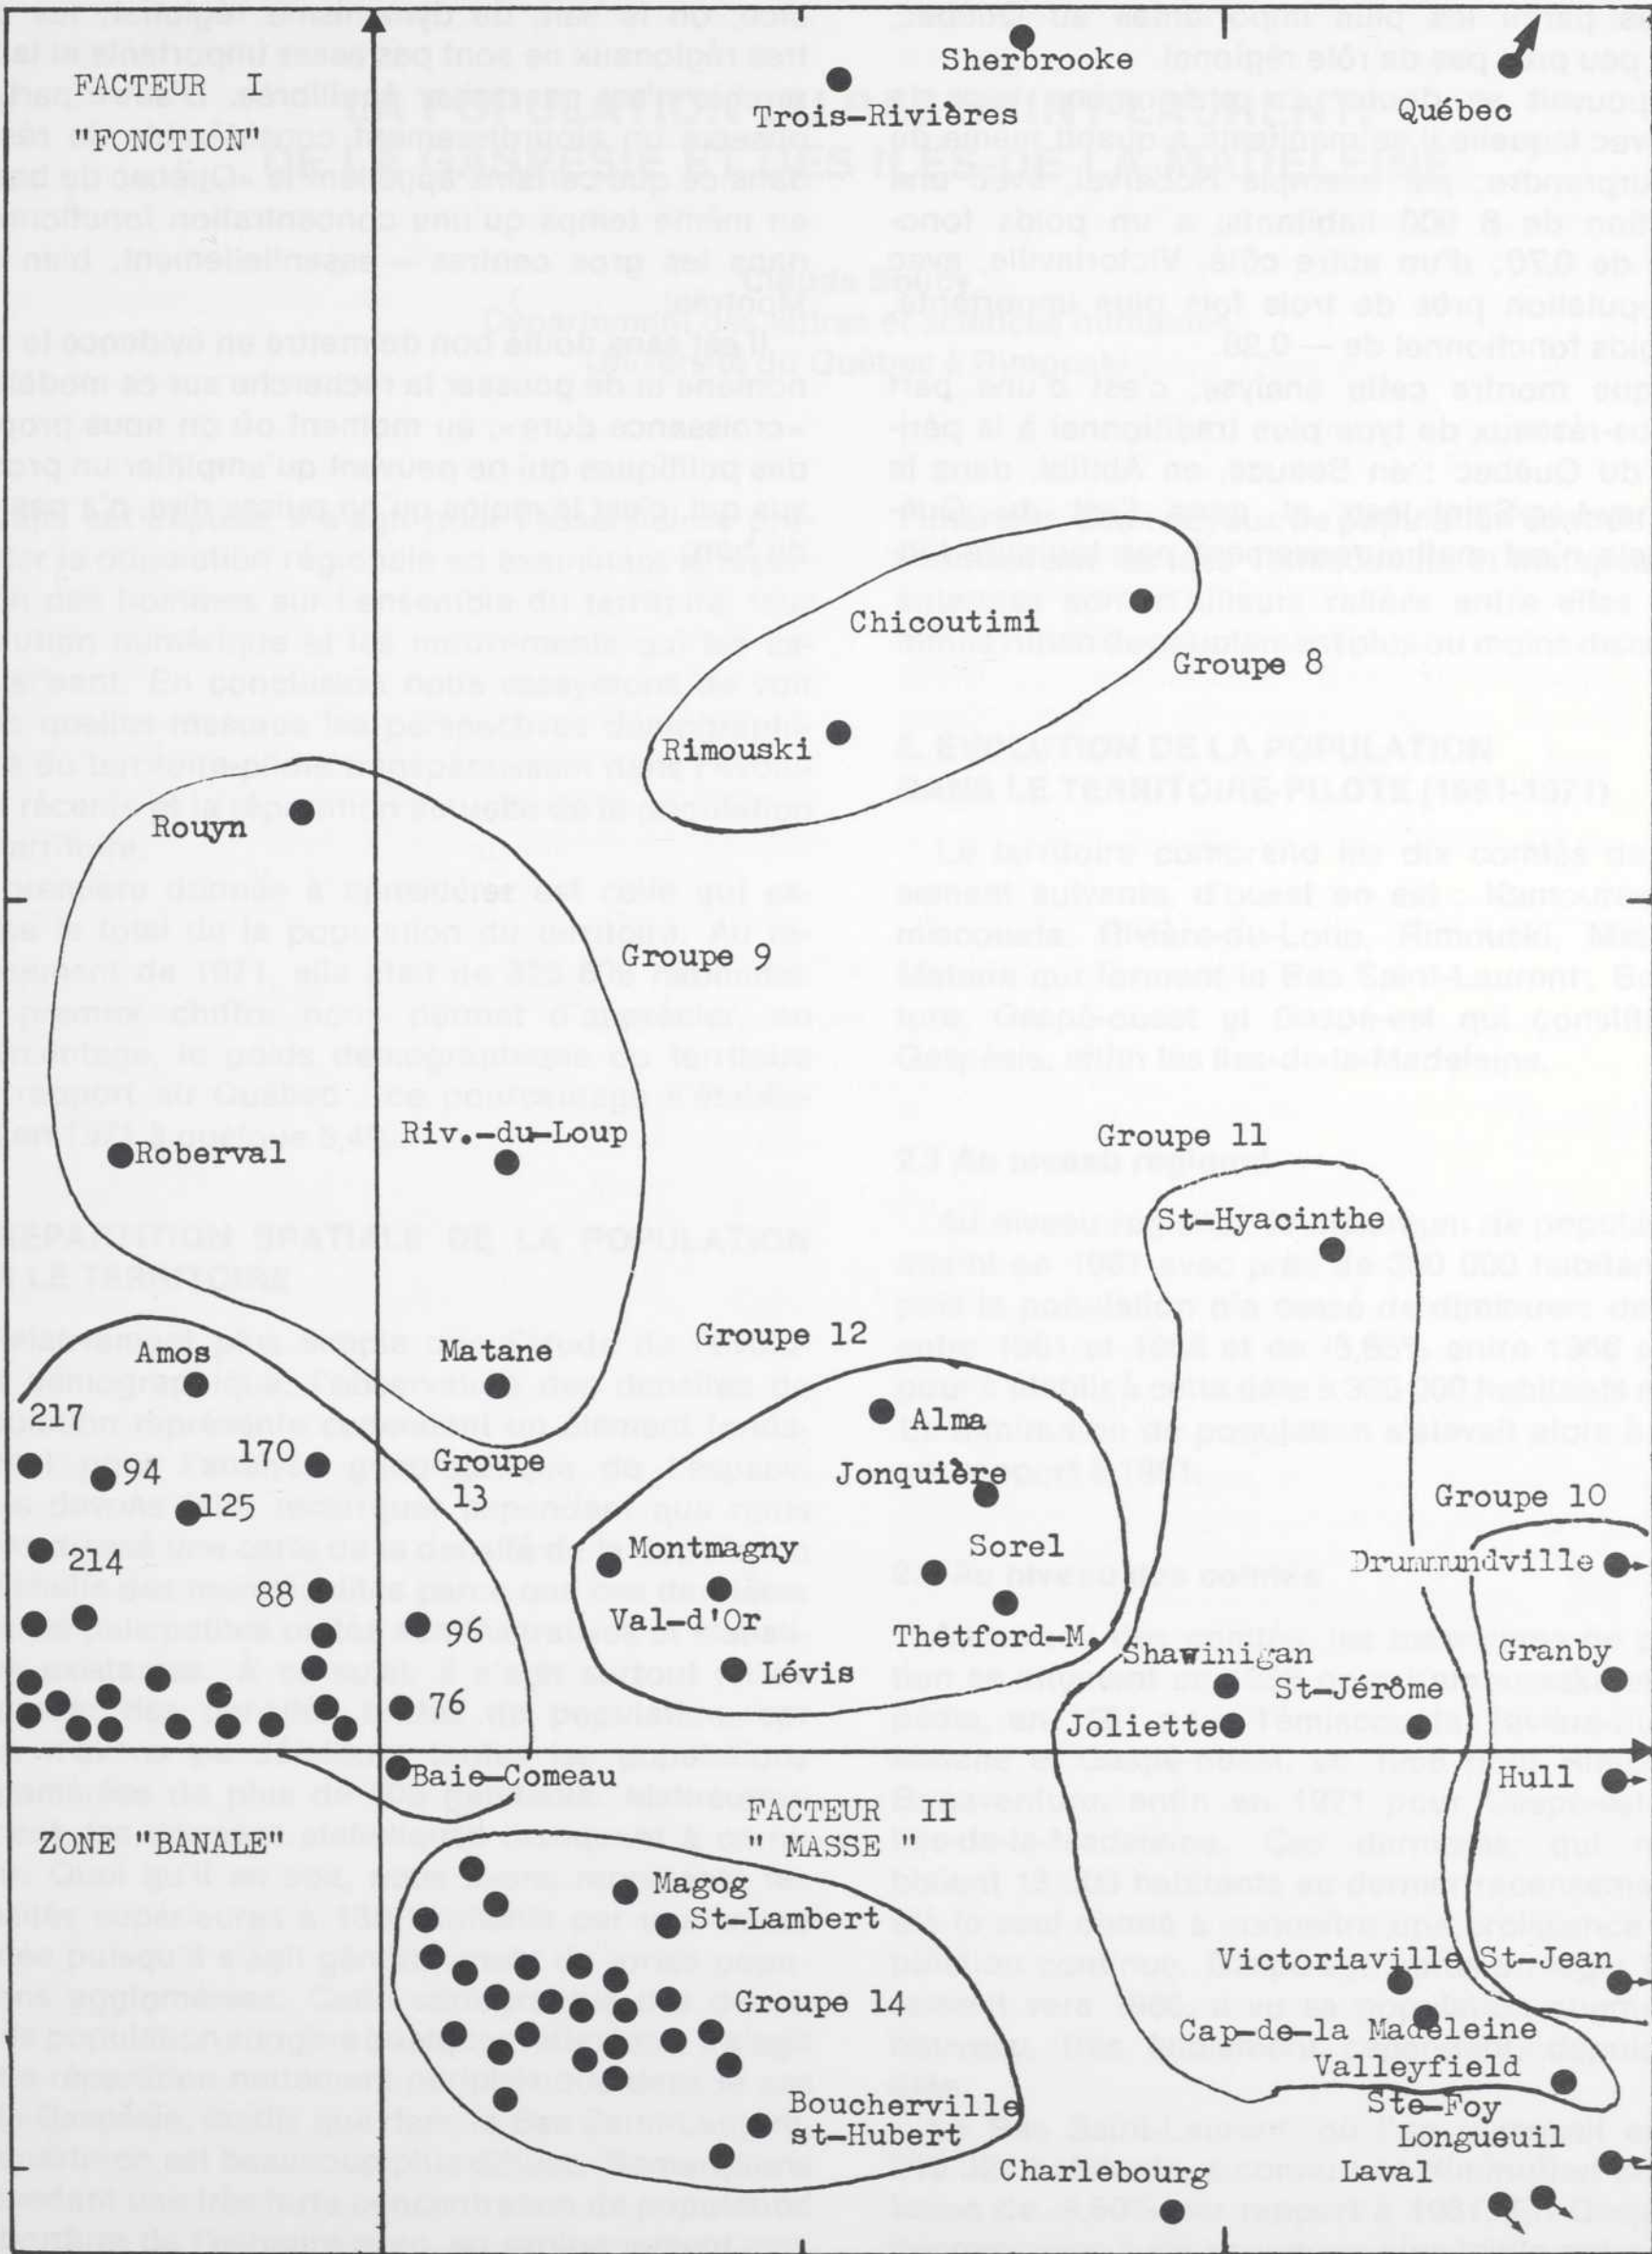 FACTEUR I
"FONCTION"
Sherbrooke
Trois-Rivières
Québec
Chicoutimi
Groupe 8
Rimouski
Rouyn
Groupe 9
Riv.-du-Loup
Roberval
Groupe 11
St-Hyacinthe
Groupe 12
Amos
Matane
217
Alma
170
94
Groupe
13
Jonquière
125
Groupe 10
214
Montmagny
Sorel
Drummundville
88
Val-d'Or
96
Thetford-M.
Shawinigan
Granby
Lévis
St-Jérôme
76
Joliette
Baie-Comeau
Hull
FACTEUR II
" MASSE "
ZONE "BANALE"
Magog
St-Lambert
Victoriaville
St-Jean
Groupe 14
Cap-de-la Madeleine
Valleyfield
Boucherville
st-Hubert
Ste-Foy
Longueuil
Charlebourg
Laval